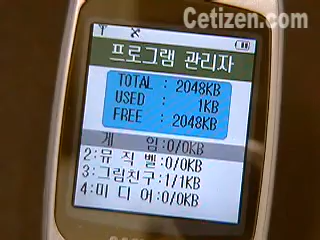 Cetizen.com
프로그램 관리자
TOTAL : 2048KB
USED : 1KB
FREE : 2048KB
게 임:0/0KB
2:뮤 직 벨:0/0KB
3:그림친구:1/1KB
4:미 디 어:0/0KB